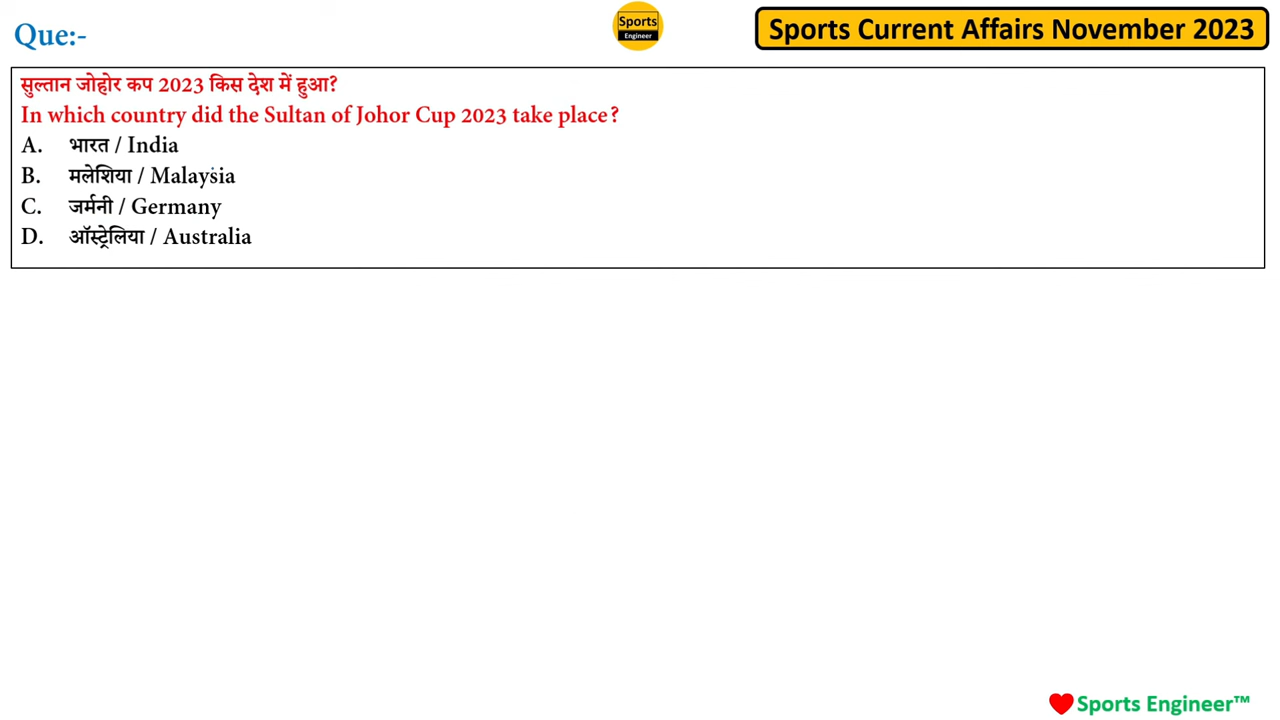 Que:-
Sports
Engineer
Sports Current Affairs November 2023
सुल्तान जोहोर कप 2023 किस देश में हुआ?
In which country did the Sultan of Johor Cup 2023 take place?
A. भारत / India
B. मलेशिया / Malaysia
C. जर्मनी / Germany
D. ऑस्ट्रेलिया / Australia
Sports Engineer™